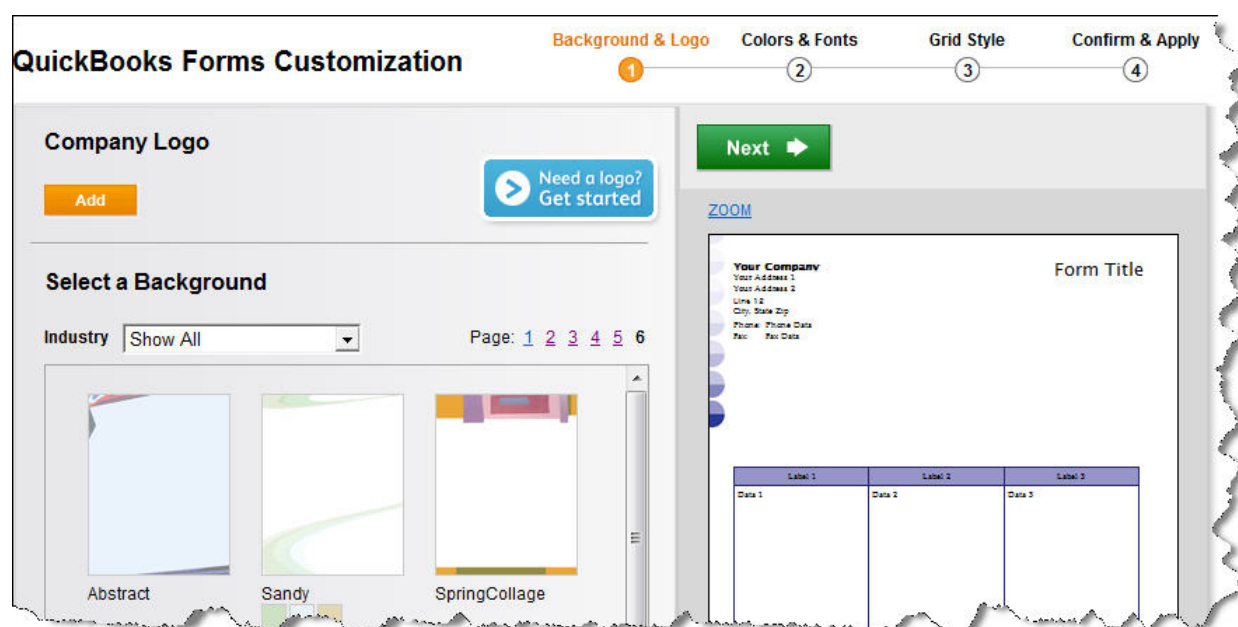 QuickBooks Forms Customization
Background & Logo
Colors & Fonts
Grid Style
Confirm & Apply
1
2
3
4
Company Logo
Add
Need a logo?
Get started
Select a Background
Industry Show All
Page: 1 2 3 4 5 6
Abstract
Sandy
SpringCollage
Next
ZOOM
Your Company
Form Title
Your Address 1
Your Address 2
Line 12
City, State Zip
Phone: Phone Data
Fax: Fax Data
Label 1
Label 2
Label 3
Data 1
Data 2
Data 3